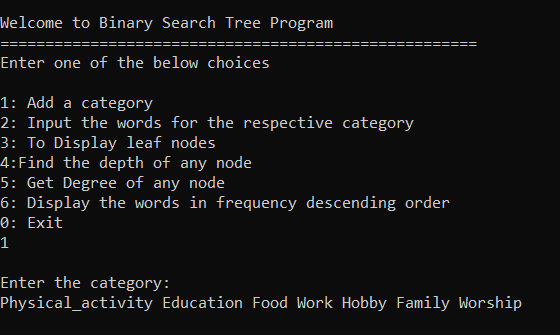 Welcome to Binary Search Tree Program
=====================================================
Enter one of the below choices
1: Add a category
2: Input the words for the respective category
3: To Display leaf nodes
4:Find the depth of any node
5: Get Degree of any node
6: Display the words in frequency descending order
0: Exit
1
Enter the category:
Physical_activity Education Food Work Hobby Family Worship